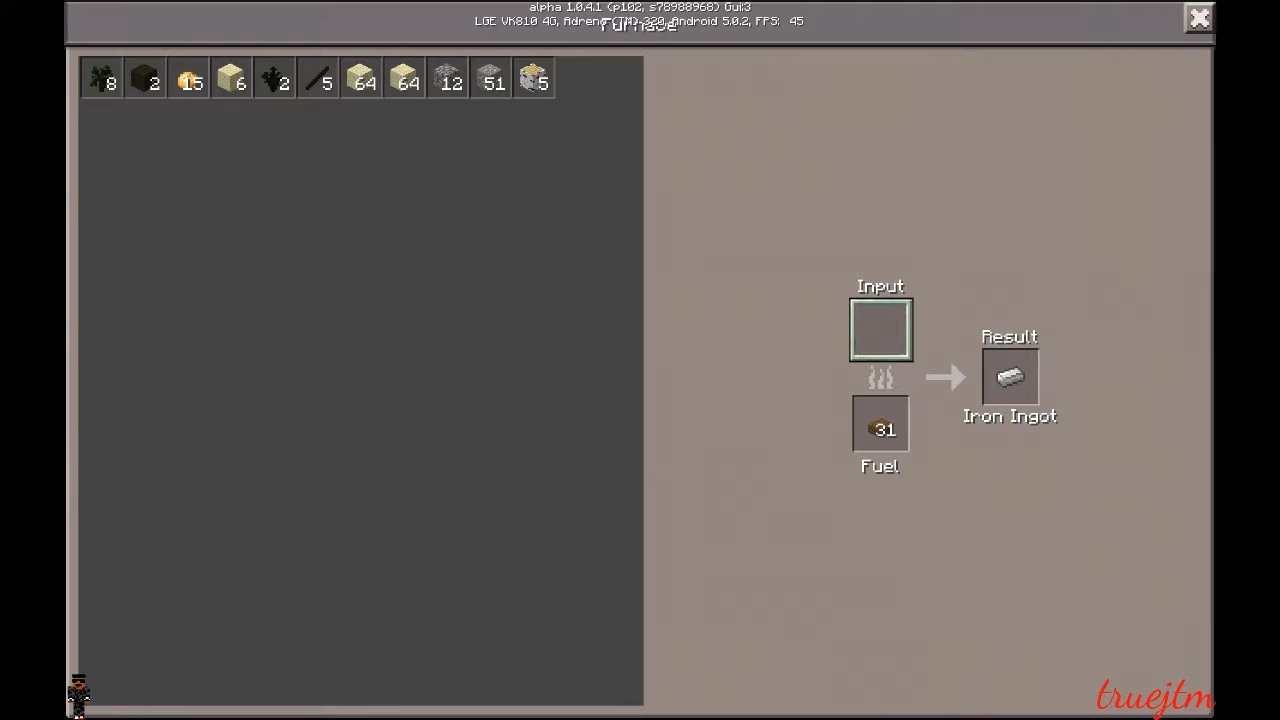 alpha 1.0.4.1 (p102, s78988968) Gui:3
LGE VK810 4G, Adreno (TM) 320, Android 5.0.2, FPS: 45
Furnace
8 2 15 6 2 5 64 64 12 51 5
Input
Result
Iron Ingot
31
Fuel
truejtm